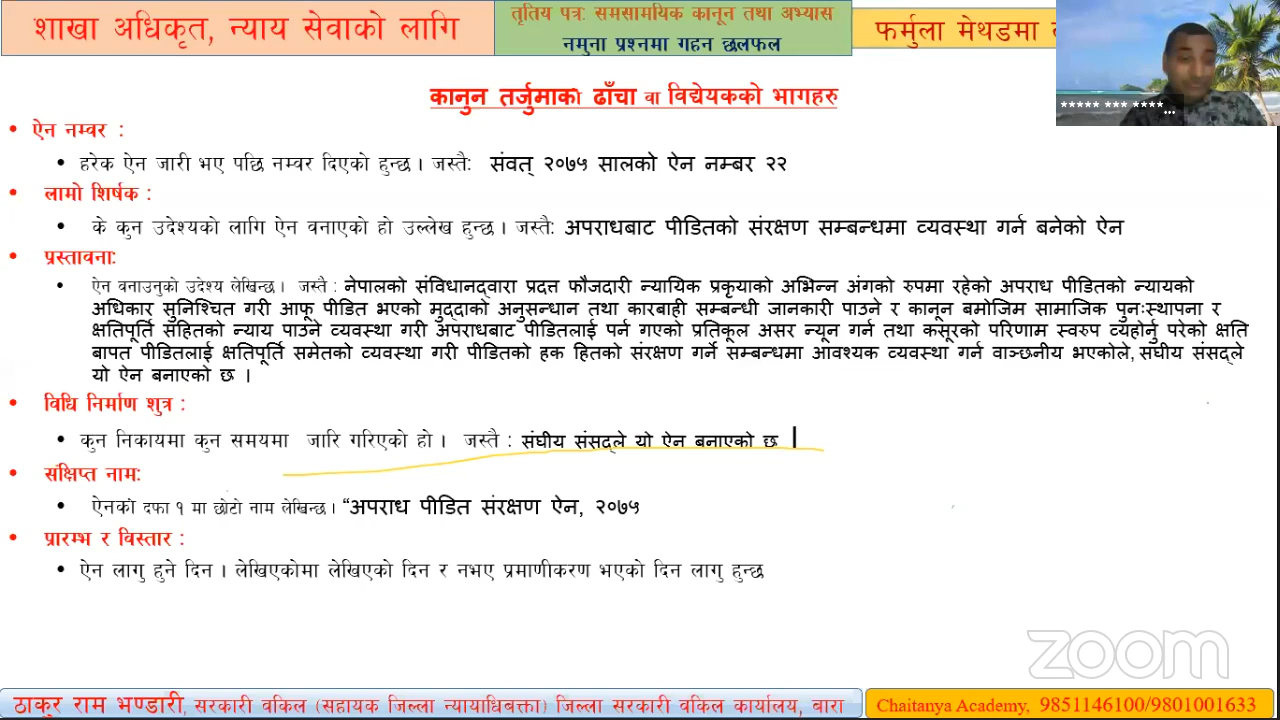 शाखा अधिकृत, न्याय सेवाको लागि
तृतिय पत्र: समसामयिक कानून तथा अभ्यास
नमुना प्रश्नमा गहन छलफल
फर्मुला मेथडमा
***** *** ****...
कानुन तर्जुमाको ढाँचा वा विद्येयकको भागहरु
• ऐन नम्वर :
• हरेक ऐन जारी भए पछि नम्वर दिएको हुन्छ । जस्तै: संवत् २०७५ सालको ऐन नम्बर २२
• लामो शिर्षक :
• के कुन उदेश्यको लागि ऐन वनाएको हो उल्लेख हुन्छ । जस्तै: अपराधबाट पीडितको संरक्षण सम्बन्धमा व्यवस्था गर्न बनेको ऐन
• प्रस्तावना:
• ऐन वनाउनुको उदेश्य लेखिन्छ । जस्तै : नेपालको संविधानद्वारा प्रदत्त फौजदारी न्यायिक प्रकृयाको अभिन्न अंगको रुपमा रहेको अपराध पीडितको न्यायको
अधिकार सुनिश्चित गरी आफू पीडित भएको मुद्दाको अनुसन्धान तथा कारबाही सम्बन्धी जानकारी पाउने र कानून बमोजिम सामाजिक पुनःस्थापना र
क्षतिपूर्ति सहितको न्याय पाउने व्यवस्था गरी अपराधबाट पीडितलाई पर्न गएको प्रतिकूल असर न्यून गर्न तथा कसूरको परिणाम स्वरुप व्यहोर्नु परेको क्षति
बापत पीडितलाई क्षतिपूर्ति समेतको व्यवस्था गरी पीडितको हक हितको संरक्षण गर्ने सम्बन्धमा आवश्यक व्यवस्था गर्न वाञ्छनीय भएकोले, संघीय संसद्ले
यो ऐन बनाएको छ ।
• विधि निर्माण शुत्र :
• कुन निकायमा कुन समयमा जारि गरिएको हो । जस्तै : संघीय संसद्ले यो ऐन बनाएको छ |
• संक्षिप्त नाम:
• ऐनको दफा १ मा छोटो नाम लेखिन्छ । “अपराध पीडित संरक्षण ऐन, २०७५
• प्रारम्भ र विस्तार :
• ऐन लागु हुने दिन । लेखिएकोमा लेखिएको दिन र नभए प्रमाणीकरण भएको दिन लागु हुन्छ
zoom
ठाकुर राम भण्डारी, सरकारी वकिल (सहायक जिल्ला न्यायाधिबक्ता) जिल्ला सरकारी वकिल कार्यालय, बारा
Chaitanya Academy, 9851146100/9801001633